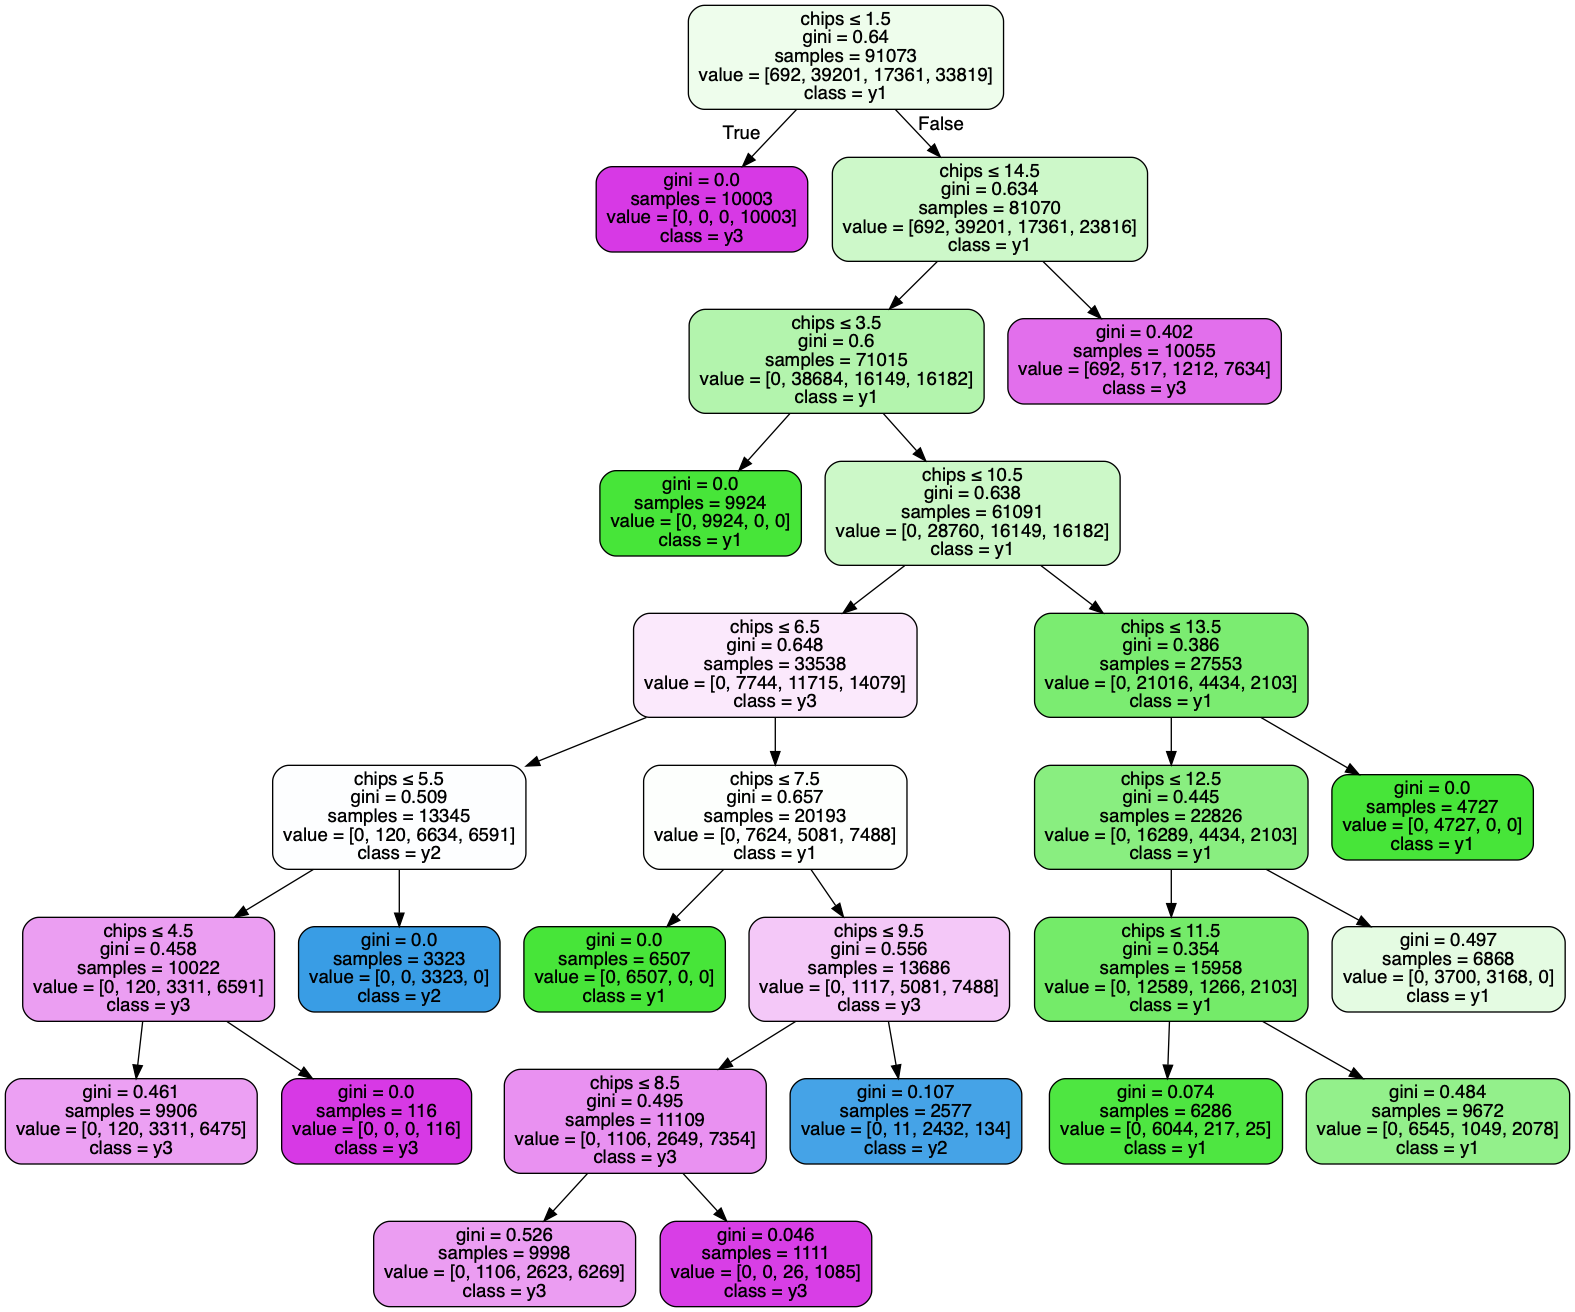 chips ≤ 1.5
gini = 0.64
samples = 91073
value = [692, 39201, 17361, 33819]
class = y1
True
False
gini = 0.0
samples = 10003
value = [0, 0, 0, 10003]
class = y3
chips ≤ 14.5
gini = 0.634
samples = 81070
value = [692, 39201, 17361, 23816]
class = y1
chips ≤ 3.5
gini = 0.6
samples = 71015
value = [0, 38684, 16149, 16182]
class = y1
gini = 0.402
samples = 10055
value = [692, 517, 1212, 7634]
class = y3
gini = 0.0
samples = 9924
value = [0, 9924, 0, 0]
class = y1
chips ≤ 10.5
gini = 0.638
samples = 61091
value = [0, 28760, 16149, 16182]
class = y1
chips ≤ 6.5
gini = 0.648
samples = 33538
value = [0, 7744, 11715, 14079]
class = y3
chips ≤ 13.5
gini = 0.386
samples = 27553
value = [0, 21016, 4434, 2103]
class = y1
chips ≤ 5.5
gini = 0.509
samples = 13345
value = [0, 120, 6634, 6591]
class = y2
chips ≤ 7.5
gini = 0.657
samples = 20193
value = [0, 7624, 5081, 7488]
class = y1
chips ≤ 12.5
gini = 0.445
samples = 22826
value = [0, 16289, 4434, 2103]
class = y1
gini = 0.0
samples = 4727
value = [0, 4727, 0, 0]
class = y1
chips ≤ 4.5
gini = 0.458
samples = 10022
value = [0, 120, 3311, 6591]
class = y3
gini = 0.0
samples = 3323
value = [0, 0, 3323, 0]
class = y2
gini = 0.0
samples = 6507
value = [0, 6507, 0, 0]
class = y1
chips ≤ 9.5
gini = 0.556
samples = 13686
value = [0, 1117, 5081, 7488]
class = y3
chips ≤ 11.5
gini = 0.354
samples = 15958
value = [0, 12589, 1266, 2103]
class = y1
gini = 0.497
samples = 6868
value = [0, 3700, 3168, 0]
class = y1
gini = 0.461
samples = 9906
value = [0, 120, 3311, 6475]
class = y3
gini = 0.0
samples = 116
value = [0, 0, 0, 116]
class = y3
chips ≤ 8.5
gini = 0.495
samples = 11109
value = [0, 1106, 2649, 7354]
class = y3
gini = 0.107
samples = 2577
value = [0, 11, 2432, 134]
class = y2
gini = 0.074
samples = 6286
value = [0, 6044, 217, 25]
class = y1
gini = 0.484
samples = 9672
value = [0, 6545, 1049, 2078]
class = y1
gini = 0.526
samples = 9998
value = [0, 1106, 2623, 6269]
class = y3
gini = 0.046
samples = 1111
value = [0, 0, 26, 1085]
class = y3